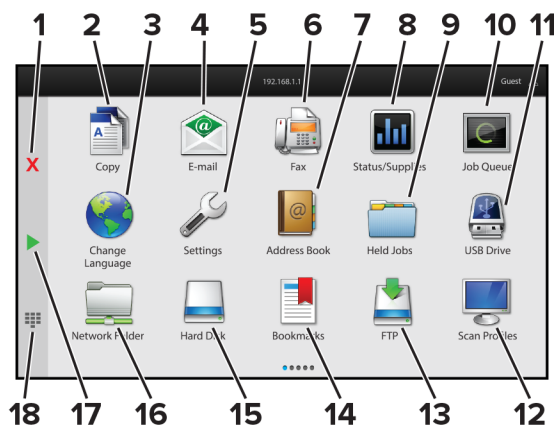 1 2 3 4 5 6 7 8 9 10 11
192.168.1.1
Guest
X
Copy
E-mail
Fax
Status/Supplies
Job Queue
Change
Language
Settings
Address Book
Held Jobs
USB Drive
Network Folder
Hard Disk
Bookmarks
FTP
Scan Profiles
18 17 16 15 14 13 12